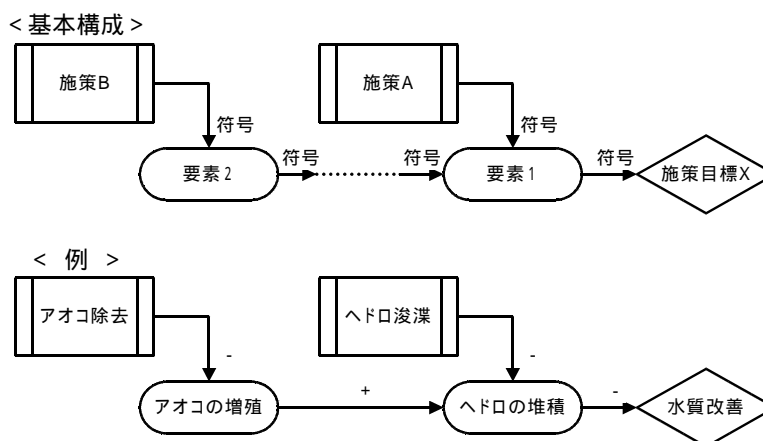 <基本構成>
施策B
施策A
符号
符号
要素2
符号
符号
要素1
符号
施策目標X
< 例 >
アオコ除去
ヘドロ浚渫
-
-
アオコの増殖
+
ヘドロの堆積
-
水質改善